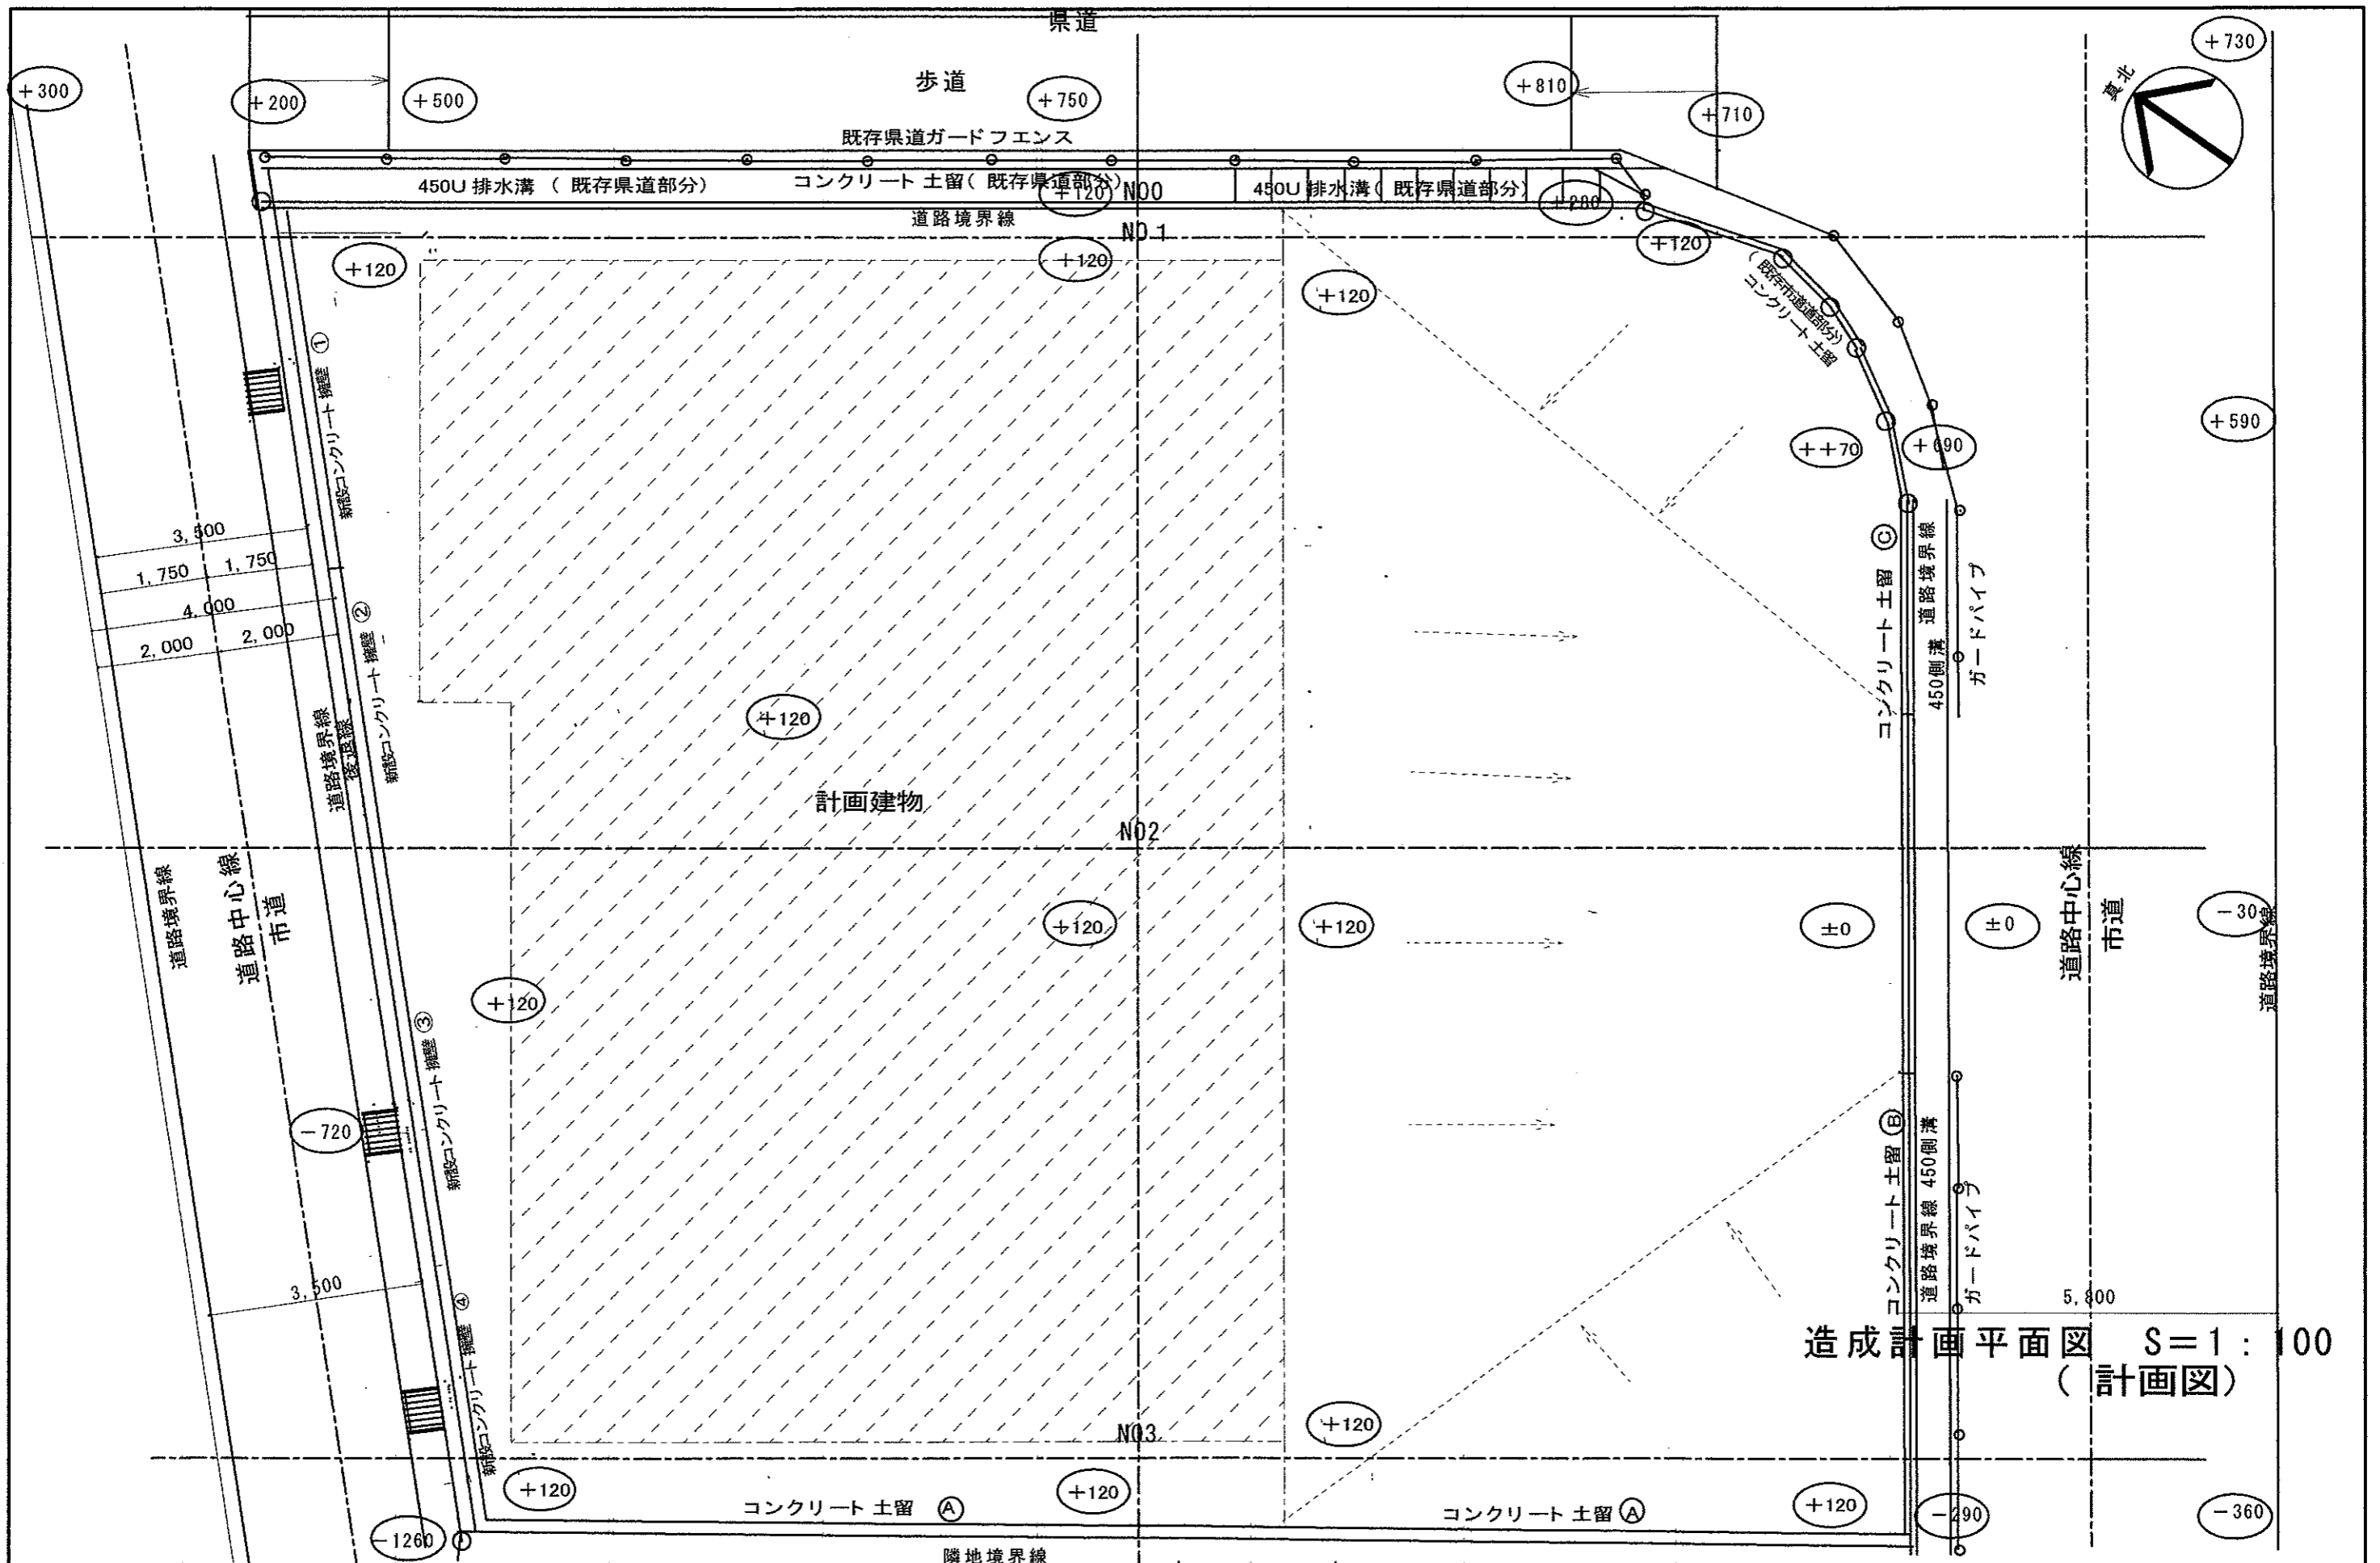 県道
+730
歩道
+300
+200
+500
+750
+810
+710
真北
既存県道ガードフエンス
450U 排水溝 ( 既存県道部分)
コンクリート 土留( 既存県道部分)
+120
NO0
450U 排水溝( 既存県道部分)
+280
道路境界線
NO.1
+120
+120
+120
+120
(既存市道道部分)
コンクリート 土留
新設コンクリート 擁壁 ①
+590
++70
+690
3,500
1,750
1,750
4,000
2,000
2,000
新設コンクリート 擁壁 ②
コンクリート 土留 Ⓒ
道路境界線
450側溝
ガードパイプ
道路境界線
後退線
+120
計画建物
NO2
道路境界線
道路中心線
市道
+120
+120
±0
±0
道路中心線
市道
-30
道路境界線
+120
新設コンクリート 擁壁 ③
-720
コンクリート 土留 Ⓑ
道路境界線 450側溝
ガードパイプ
3,500
5,800
新設コンクリート 擁壁 ④
造成計画平面図 S=1:100
( 計画図)
+120
NO3
+120
コンクリート 土留 Ⓐ
+120
コンクリート 土留 Ⓐ
+120
-290
-360
-1260
隣地境界線